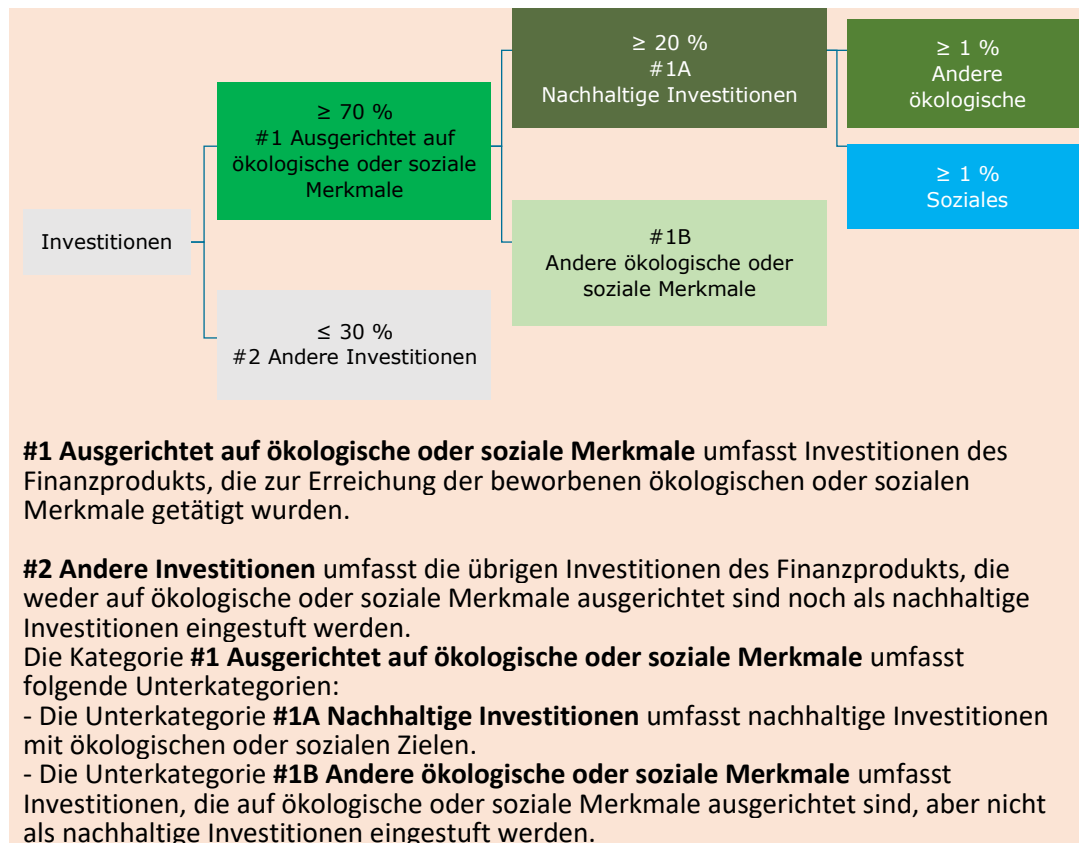 Investitionen
≥ 70 %
#1 Ausgerichtet auf
ökologische oder soziale
Merkmale
≤ 30 %
#2 Andere Investitionen
≥ 20 %
#1A
Nachhaltige Investitionen
#1B
Andere ökologische oder
soziale Merkmale
≥ 1 %
Andere
ökologische
≥ 1 %
Soziales
#1 Ausgerichtet auf ökologische oder soziale Merkmale umfasst Investitionen des
Finanzprodukts, die zur Erreichung der beworbenen ökologischen oder sozialen
Merkmale getätigt wurden.
#2 Andere Investitionen umfasst die übrigen Investitionen des Finanzprodukts, die
weder auf ökologische oder soziale Merkmale ausgerichtet sind noch als nachhaltige
Investitionen eingestuft werden.
Die Kategorie #1 Ausgerichtet auf ökologische oder soziale Merkmale umfasst
folgende Unterkategorien:
- Die Unterkategorie #1A Nachhaltige Investitionen umfasst nachhaltige Investitionen
mit ökologischen oder sozialen Zielen.
- Die Unterkategorie #1B Andere ökologische oder soziale Merkmale umfasst
Investitionen, die auf ökologische oder soziale Merkmale ausgerichtet sind, aber nicht
als nachhaltige Investitionen eingestuft werden.